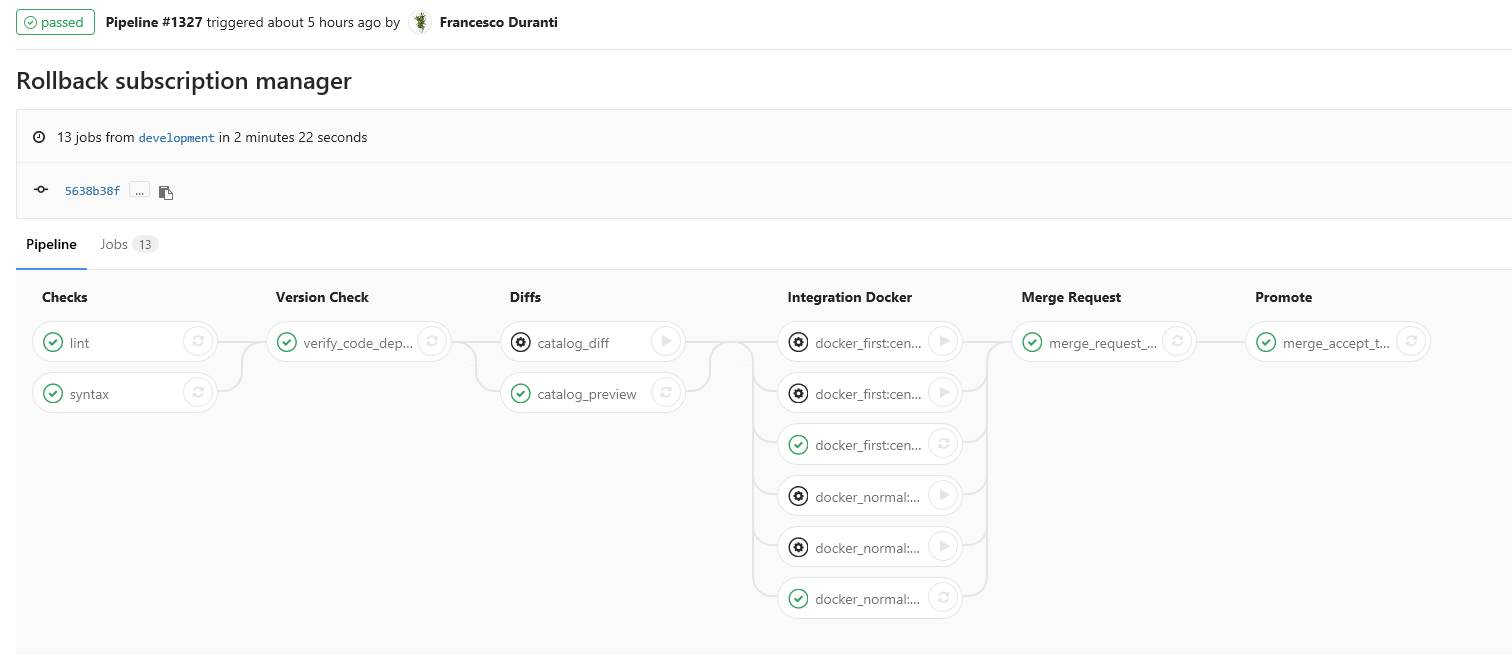 passed Pipeline #1327 triggered about 5 hours ago by Francesco Duranti
Rollback subscription manager
13 jobs from development in 2 minutes 22 seconds
5638b38f ...
Pipeline Jobs 13
Checks Version Check Diffs Integration Docker Merge Request Promote
lint verify_code_dep... catalog_diff docker_first:cen... merge_request_... merge_accept_t...
syntax catalog_preview docker_first:cen...
docker_first:cen...
docker_normal:...
docker_normal:...
docker_normal:...